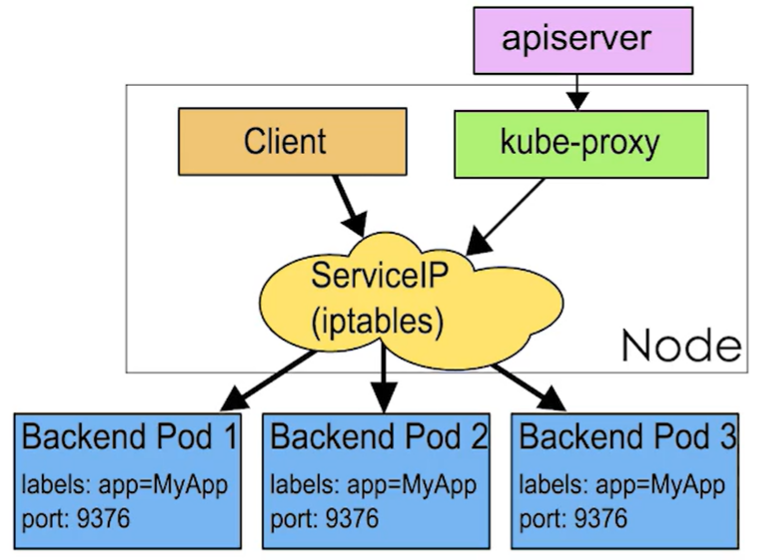 apiserver
Client
kube-proxy
ServiceIP
(iptables)
Node
Backend Pod 1
labels: app=MyApp
port: 9376
Backend Pod 2
labels: app=MyApp
port: 9376
Backend Pod 3
labels: app=MyApp
port: 9376